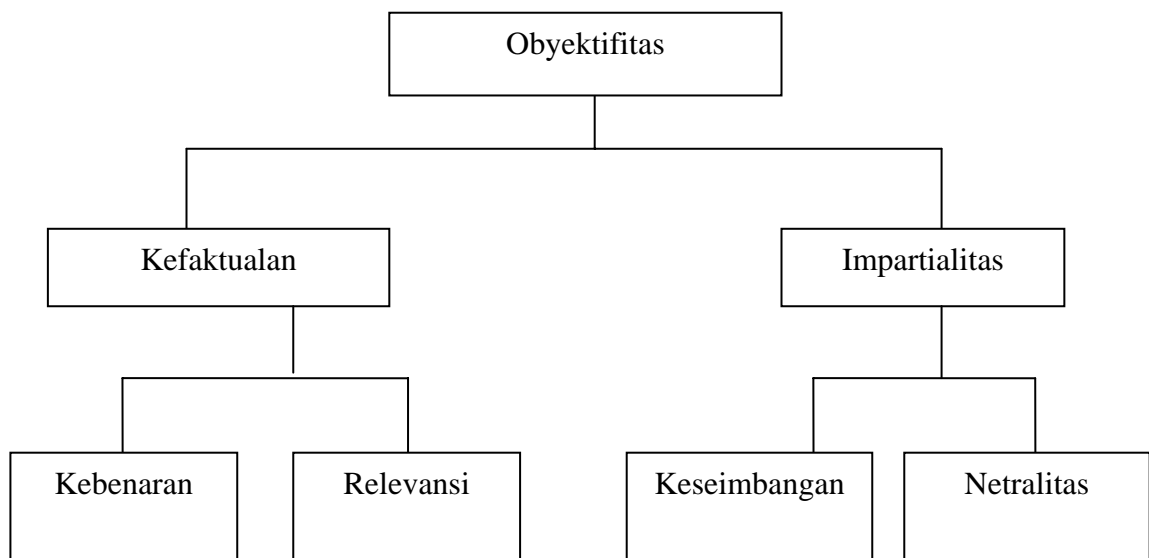 Obyektifitas
Kefaktualan
Impartialitas
Kebenaran
Relevansi
Keseimbangan
Netralitas